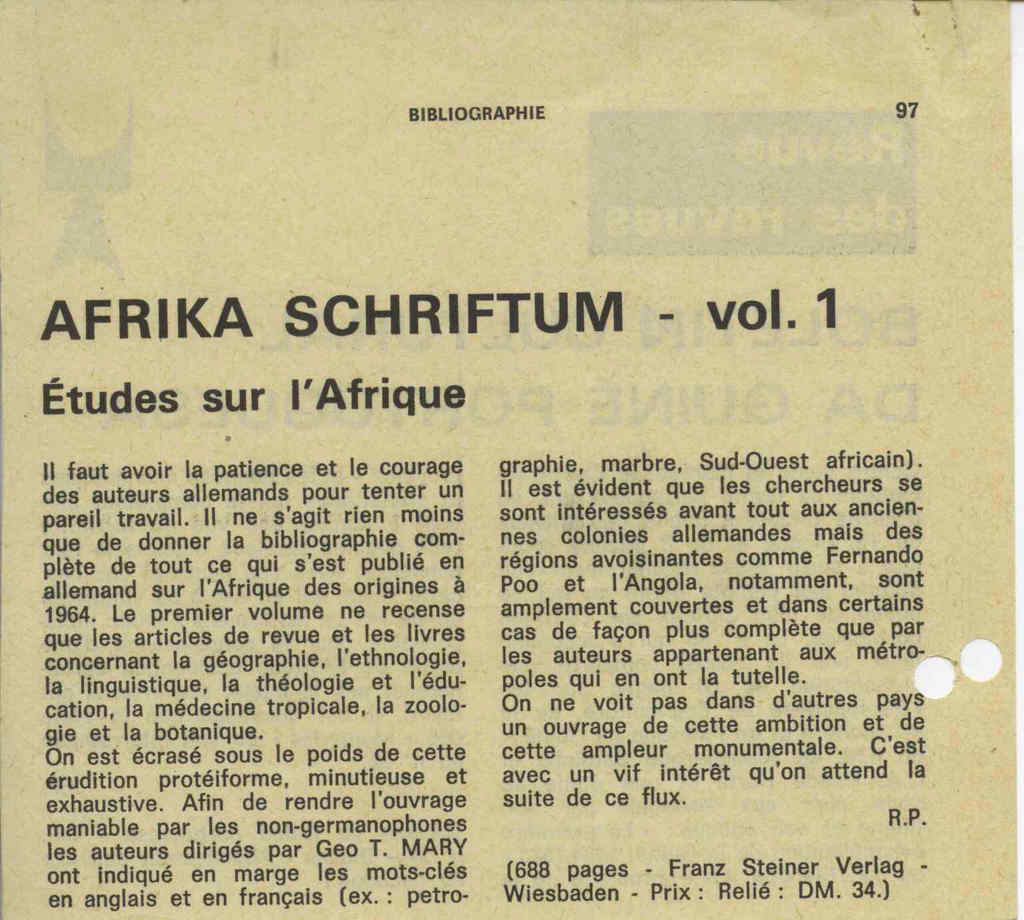 BIBLIOGRAPHIE
97
AFRIKA SCHRIFTUM - vol. 1
Études sur l'Afrique
Il faut avoir la patience et le courage
des auteurs allemands pour tenter un
pareil travail. Il ne s'agit rien moins
que de donner la bibliographie com-
plète de tout ce qui s'est publié en
allemand sur l'Afrique des origines à
1964. Le premier volume ne recense
que les articles de revue et les livres
concernant la géographie, l'ethnologie,
la linguistique, la théologie et l'édu-
cation, la médecine tropicale, la zoolo-
gie et la botanique.
On est écrasé sous le poids de cette
érudition protéiforme, minutieuse et
exhaustive. Afin de rendre l'ouvrage
maniable par les non-germanophones
les auteurs dirigés par Geo T. MARY
ont indiqué en marge les mots-clés
en anglais et en français (ex. : petro-
graphie, marbre, Sud-Ouest africain).
Il est évident que les chercheurs se
sont intéressés avant tout aux ancien-
nes colonies allemandes mais des
régions avoisinantes comme Fernando
Poo et l'Angola, notamment, sont
amplement couvertes et dans certains
cas de façon plus complète que par
les auteurs appartenant aux métro-
poles qui en ont la tutelle.
On ne voit pas dans d'autres pays
un ouvrage de cette ambition et de
cette ampleur monumentale. C'est
avec un vif intérêt qu'on attend la
suite de ce flux.
R.P.
(688 pages - Franz Steiner Verlag -
Wiesbaden - Prix : Relié : DM. 34.)